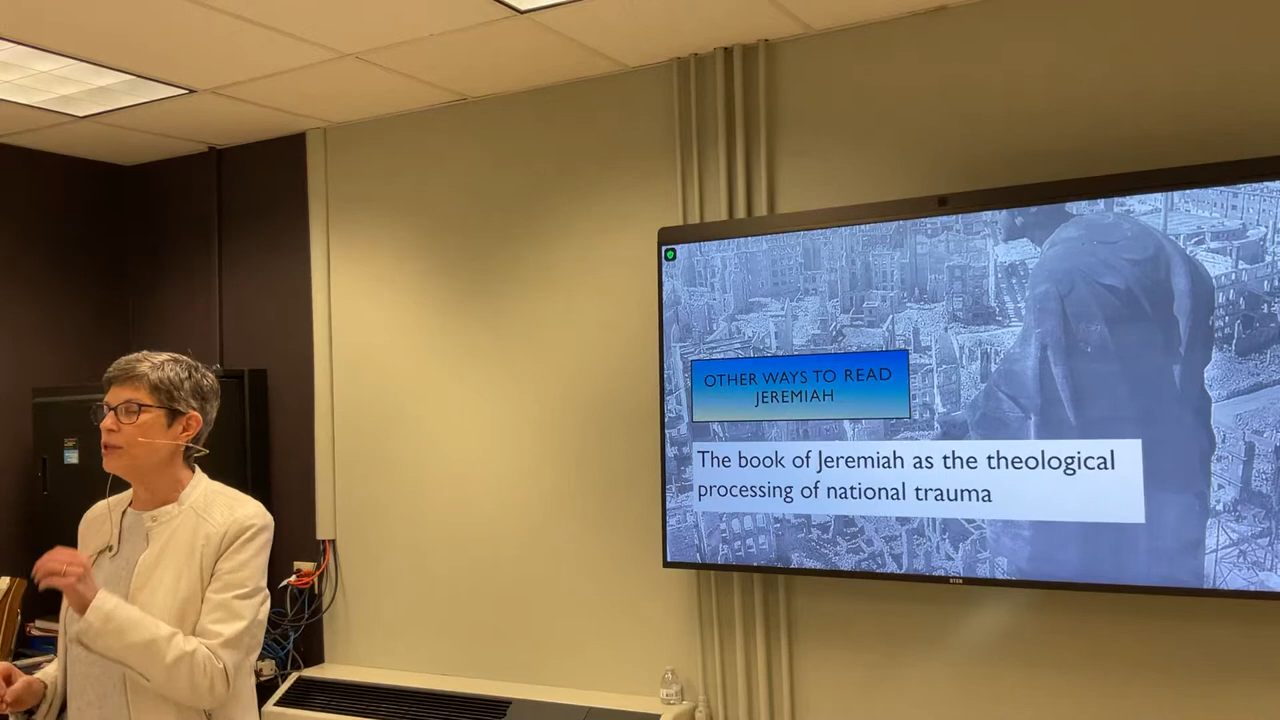 OTHER WAYS TO READ
JEREMIAH
The book of Jeremiah as the theological
processing of national trauma